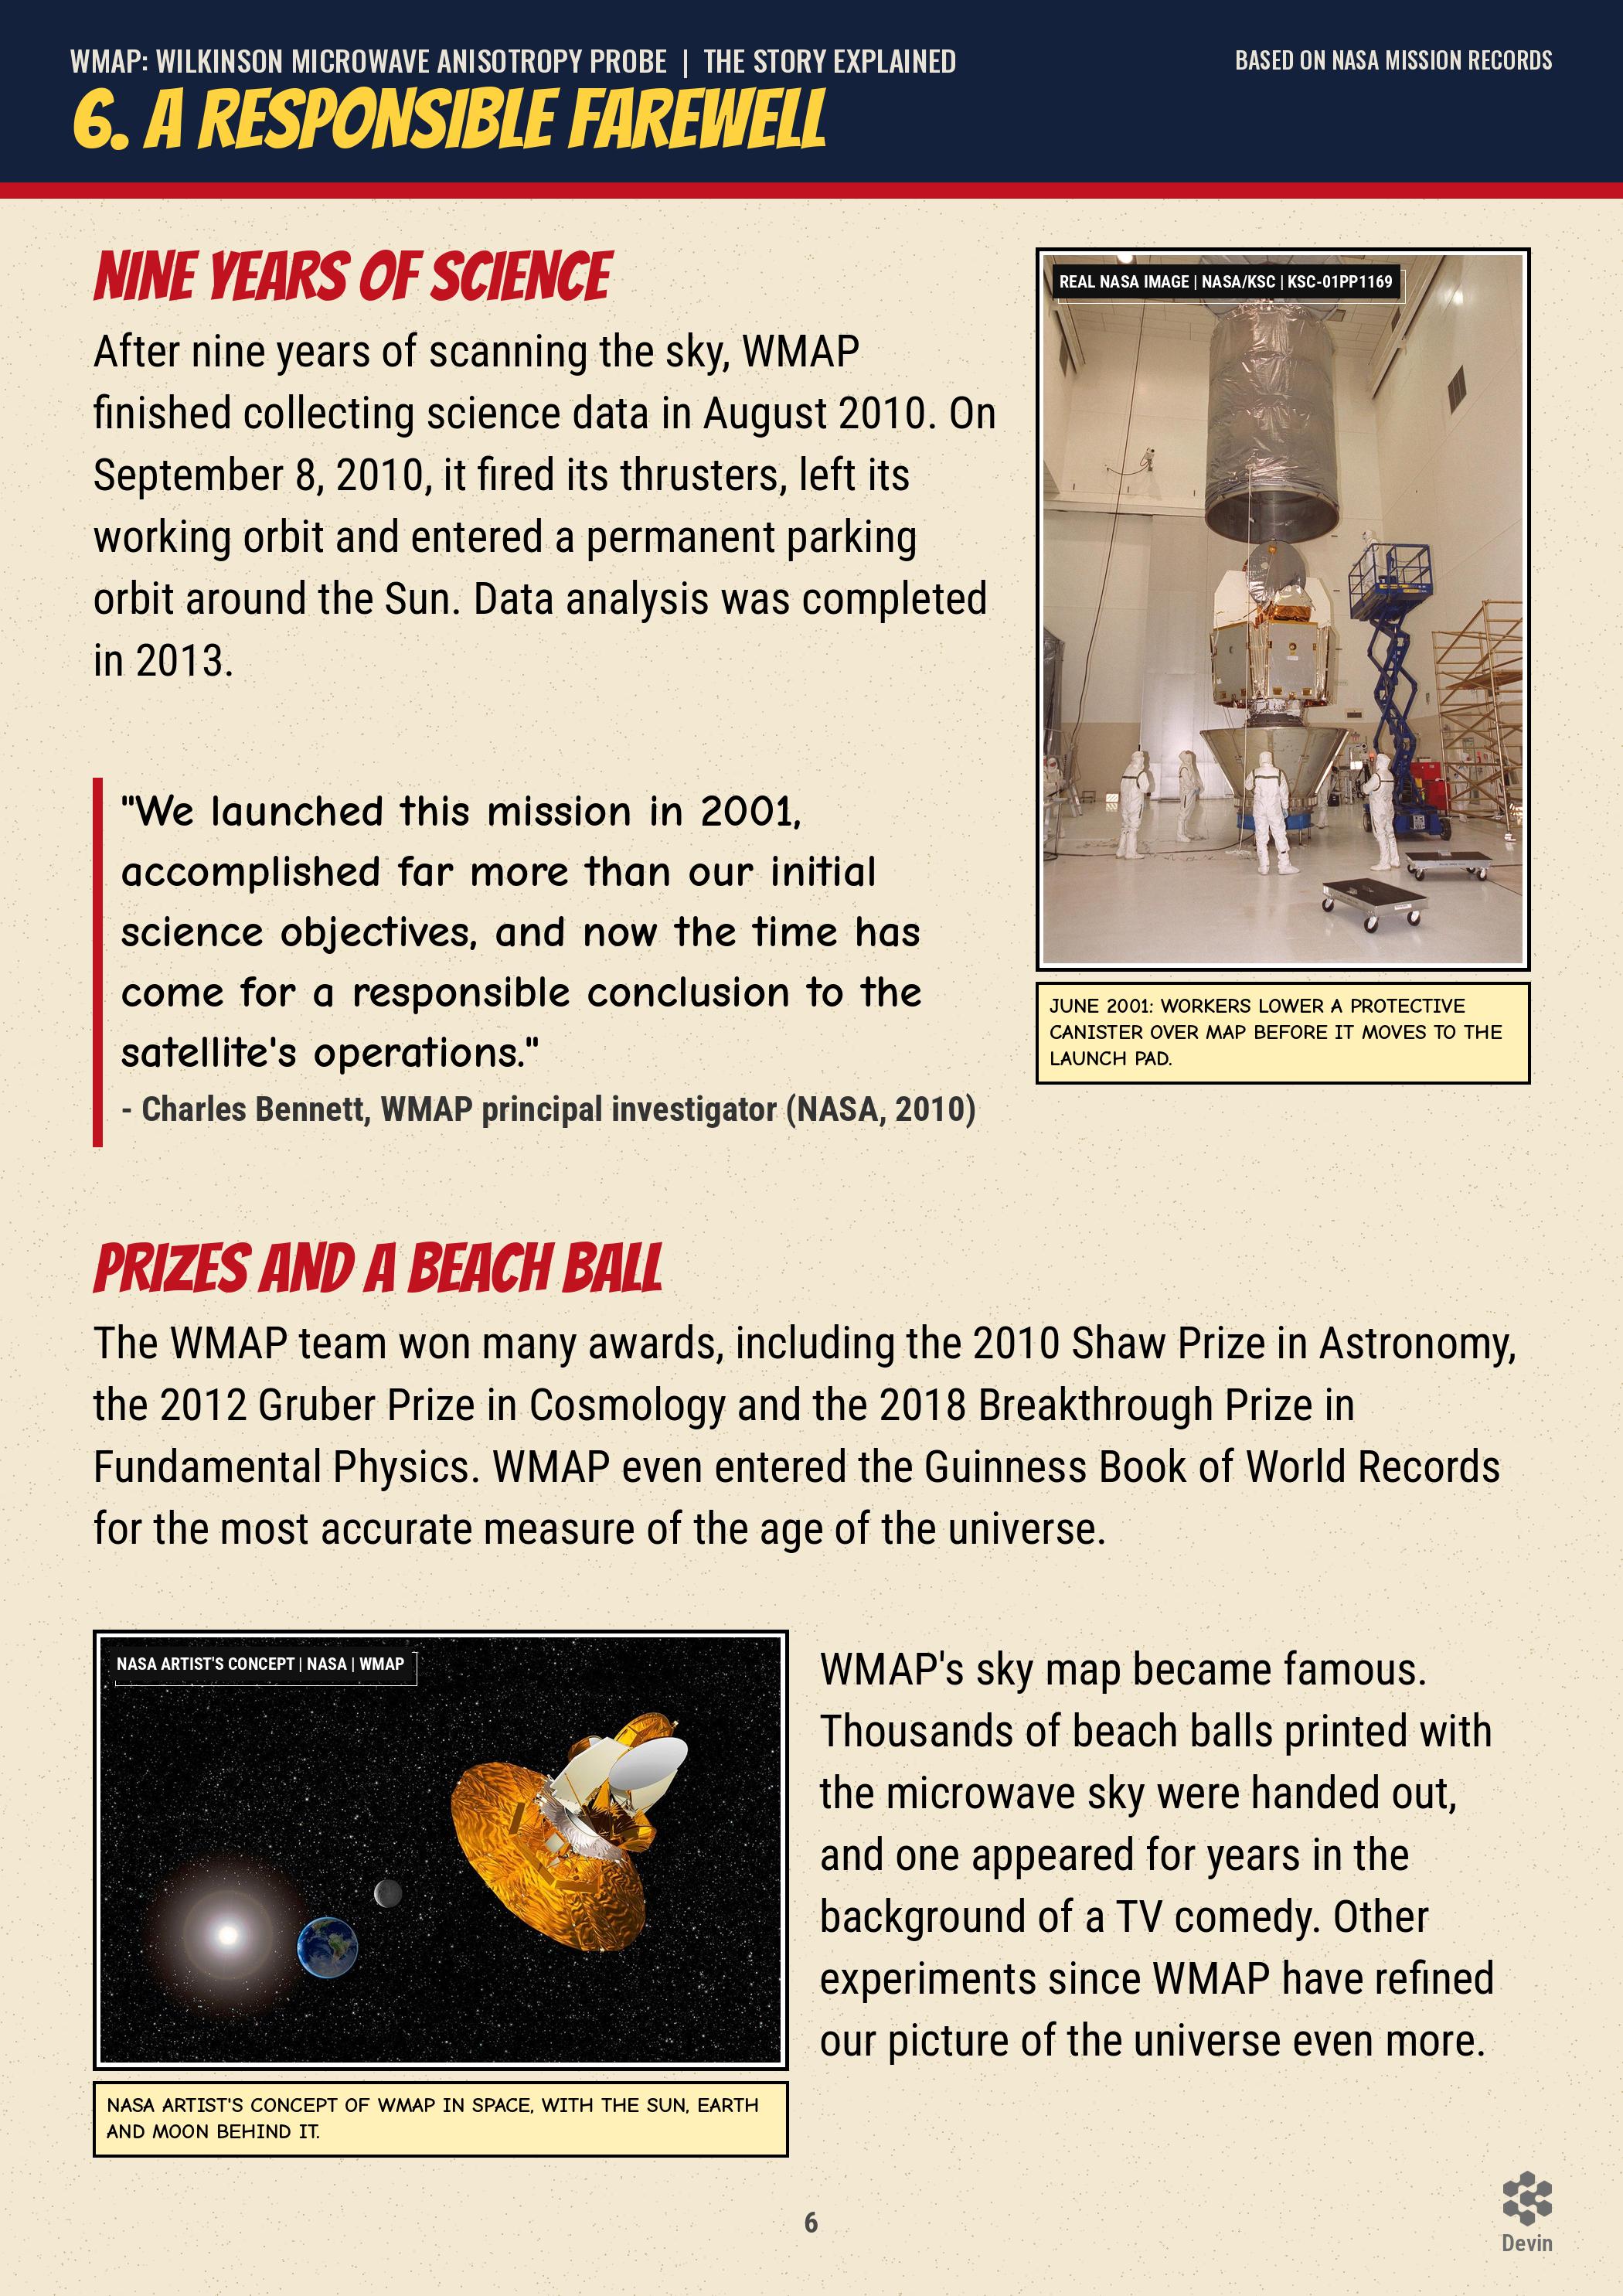 WMAP: WILKINSON MICROWAVE ANISOTROPY PROBE | THE STORY EXPLAINED
BASED ON NASA MISSION RECORDS
6. A RESPONSIBLE FAREWELL
NINE YEARS OF SCIENCE
After nine years of scanning the sky, WMAP
finished collecting science data in August 2010. On
September 8, 2010, it fired its thrusters, left its
working orbit and entered a permanent parking
orbit around the Sun. Data analysis was completed
in 2013.
"We launched this mission in 2001,
accomplished far more than our initial
science objectives, and now the time has
come for a responsible conclusion to the
satellite's operations."
- Charles Bennett, WMAP principal investigator (NASA, 2010)
REAL NASA IMAGE | NASA/KSC | KSC-01PP1169
JUNE 2001: WORKERS LOWER A PROTECTIVE
CANISTER OVER MAP BEFORE IT MOVES TO THE
LAUNCH PAD.
PRIZES AND A BEACH BALL
The WMAP team won many awards, including the 2010 Shaw Prize in Astronomy,
the 2012 Gruber Prize in Cosmology and the 2018 Breakthrough Prize in
Fundamental Physics. WMAP even entered the Guinness Book of World Records
for the most accurate measure of the age of the universe.
NASA ARTIST'S CONCEPT | NASA | WMAP
NASA ARTIST'S CONCEPT OF WMAP IN SPACE, WITH THE SUN, EARTH
AND MOON BEHIND IT.
WMAP's sky map became famous.
Thousands of beach balls printed with
the microwave sky were handed out,
and one appeared for years in the
background of a TV comedy. Other
experiments since WMAP have refined
our picture of the universe even more.
6
Devin